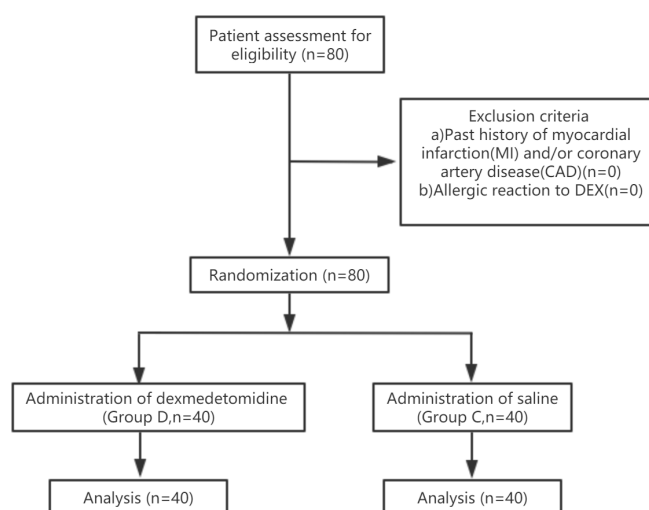 Patient assessment for
eligibility (n=80)
Exclusion criteria
a)Past history of myocardial
infarction(MI) and/or coronary
artery disease(CAD)(n=0)
b)Allergic reaction to DEX(n=0)
Randomization (n=80)
Administration of dexmedetomidine
(Group D,n=40)
Administration of saline
(Group C,n=40)
Analysis (n=40)
Analysis (n=40)